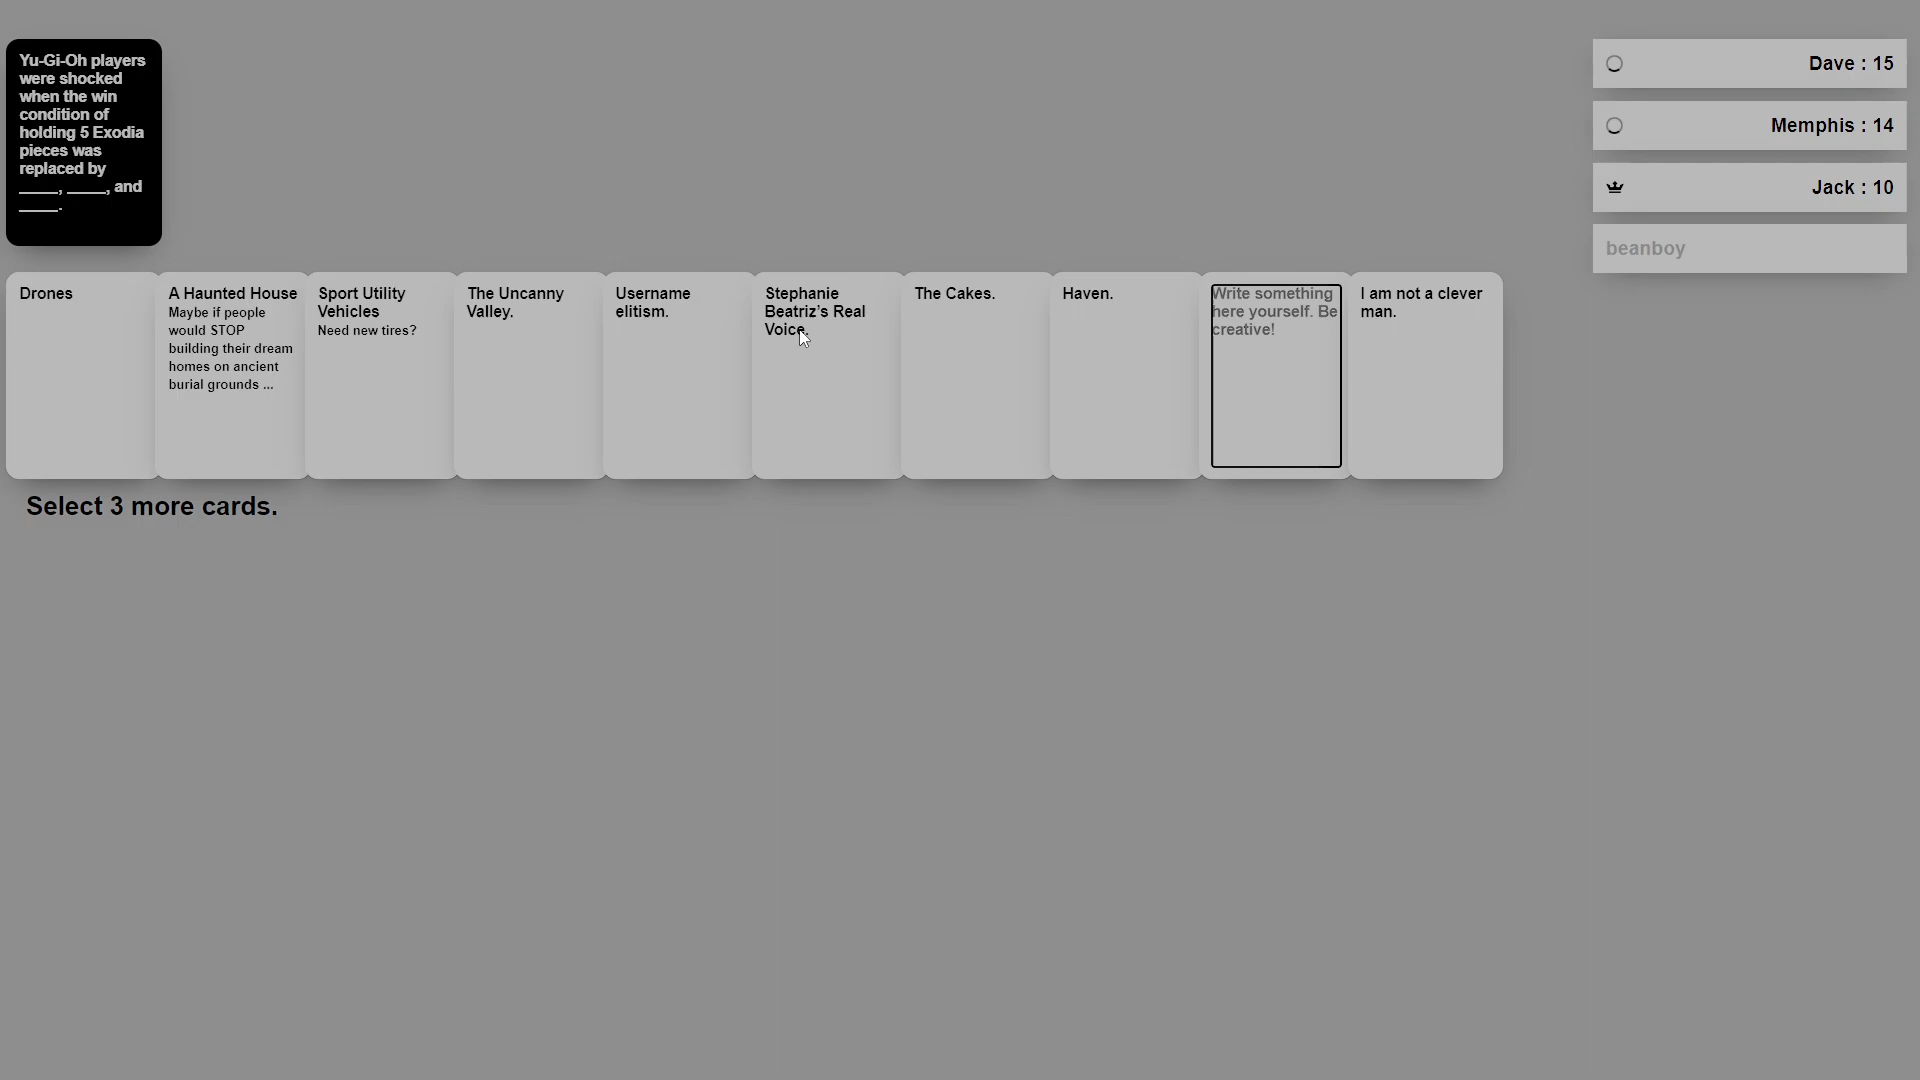 Yu-Gi-Oh players
were shocked
when the win
condition of
holding 5 Exodia
pieces was
replaced by
_____, _____, and
_____.
Dave : 15
Memphis : 14
Jack : 10
beanboy
Drones
A Haunted House
Maybe if people
would STOP
building their dream
homes on ancient
burial grounds ...
Sport Utility
Vehicles
Need new tires?
The Uncanny
Valley.
Username
elitism.
Stephanie
Beatriz’s Real
Voice.
The Cakes.
Haven.
Write something
here yourself. Be
creative!
I am not a clever
man.
Select 3 more cards.